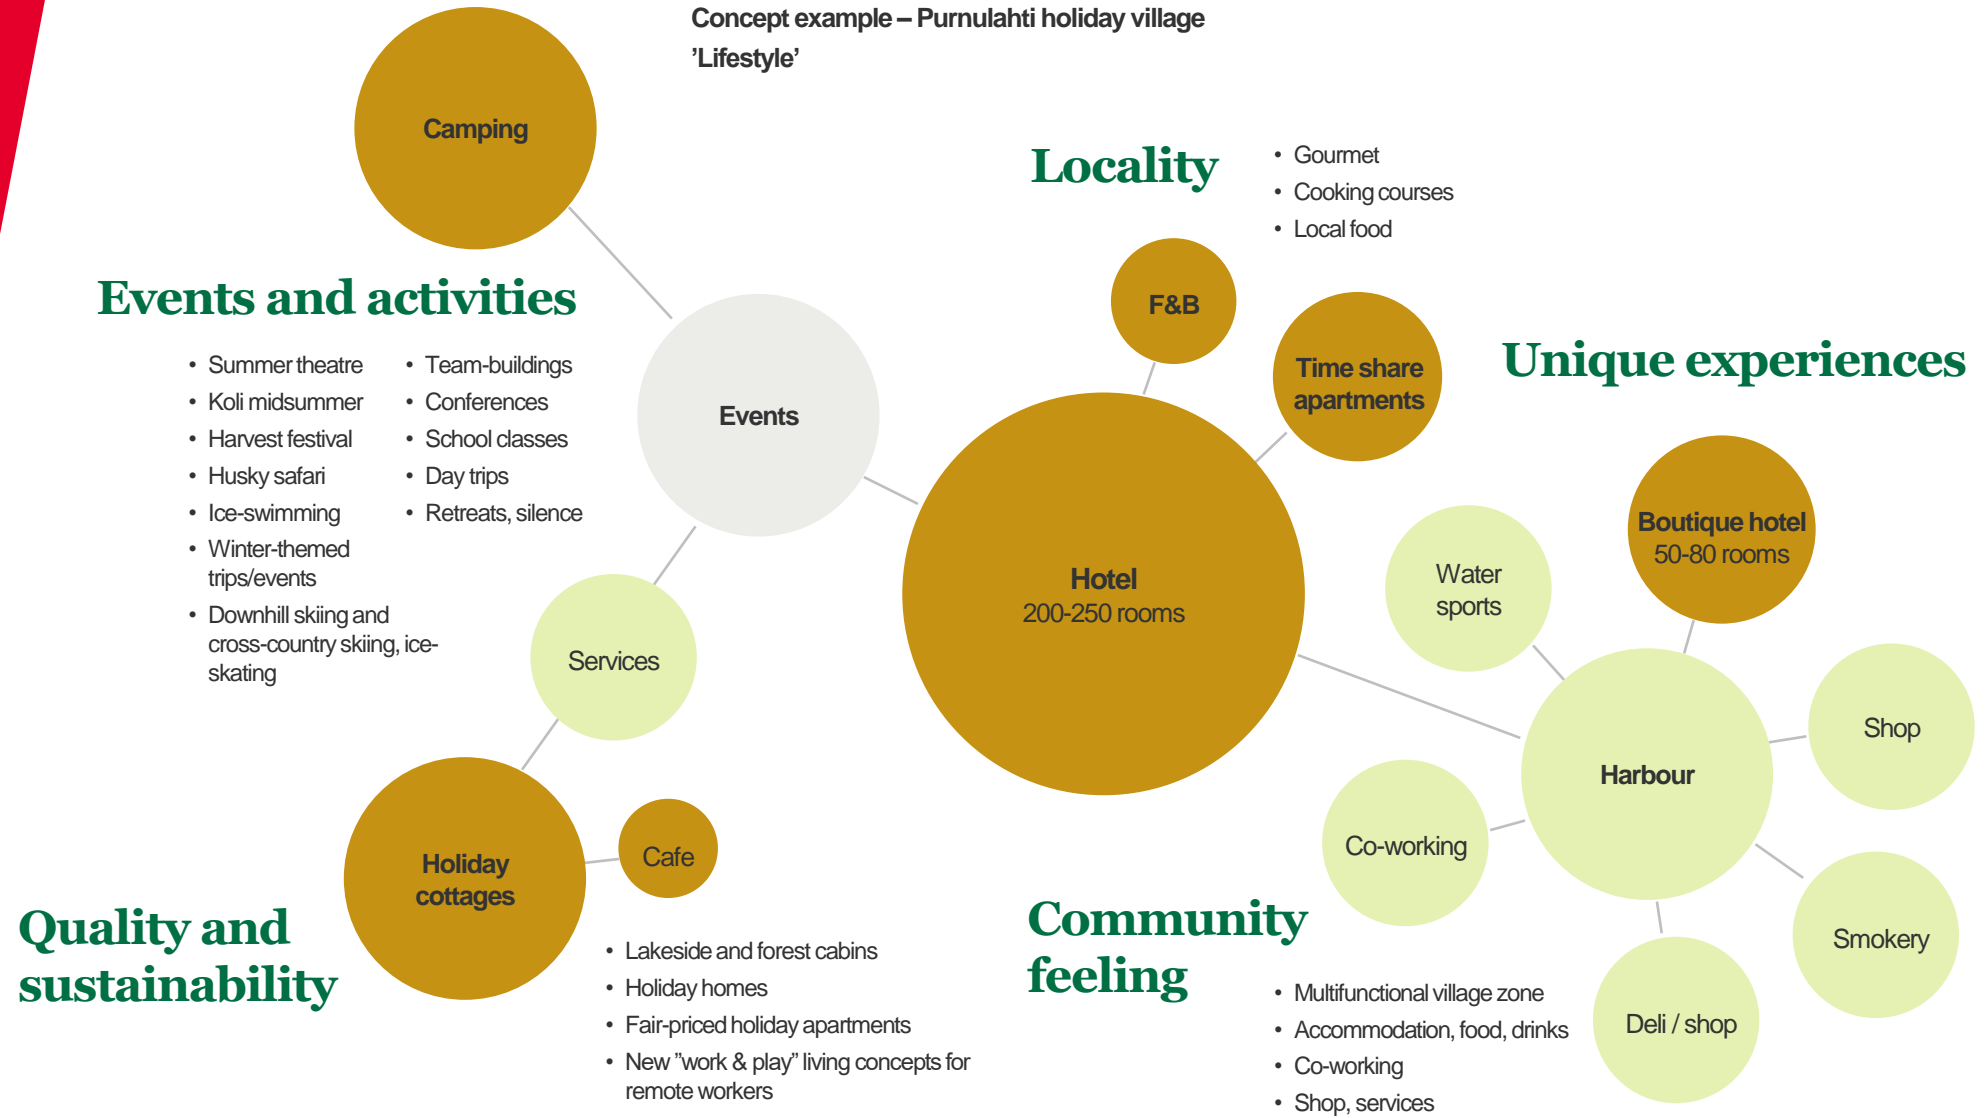 Concept example – Purnulahti holiday village
’Lifestyle’
Camping
Locality
• Gourmet
• Cooking courses
• Local food
Events and activities
• Summer theatre
• Koli midsummer
• Harvest festival
• Husky safari
• Ice-swimming
• Winter-themed
trips/events
• Downhill skiing and
cross-country skiing, ice-
skating
• Team-buildings
• Conferences
• School classes
• Day trips
• Retreats, silence
Events
F&B
Time share
apartments
Unique experiences
Boutique hotel
50-80 rooms
Hotel
200-250 rooms
Water
sports
Services
Shop
Harbour
Co-working
Holiday
cottages
Cafe
Quality and
sustainability
• Lakeside and forest cabins
• Holiday homes
• Fair-priced holiday apartments
• New ”work & play” living concepts for
remote workers
Community
feeling
• Multifunctional village zone
• Accommodation, food, drinks
• Co-working
• Shop, services
Smokery
Deli / shop